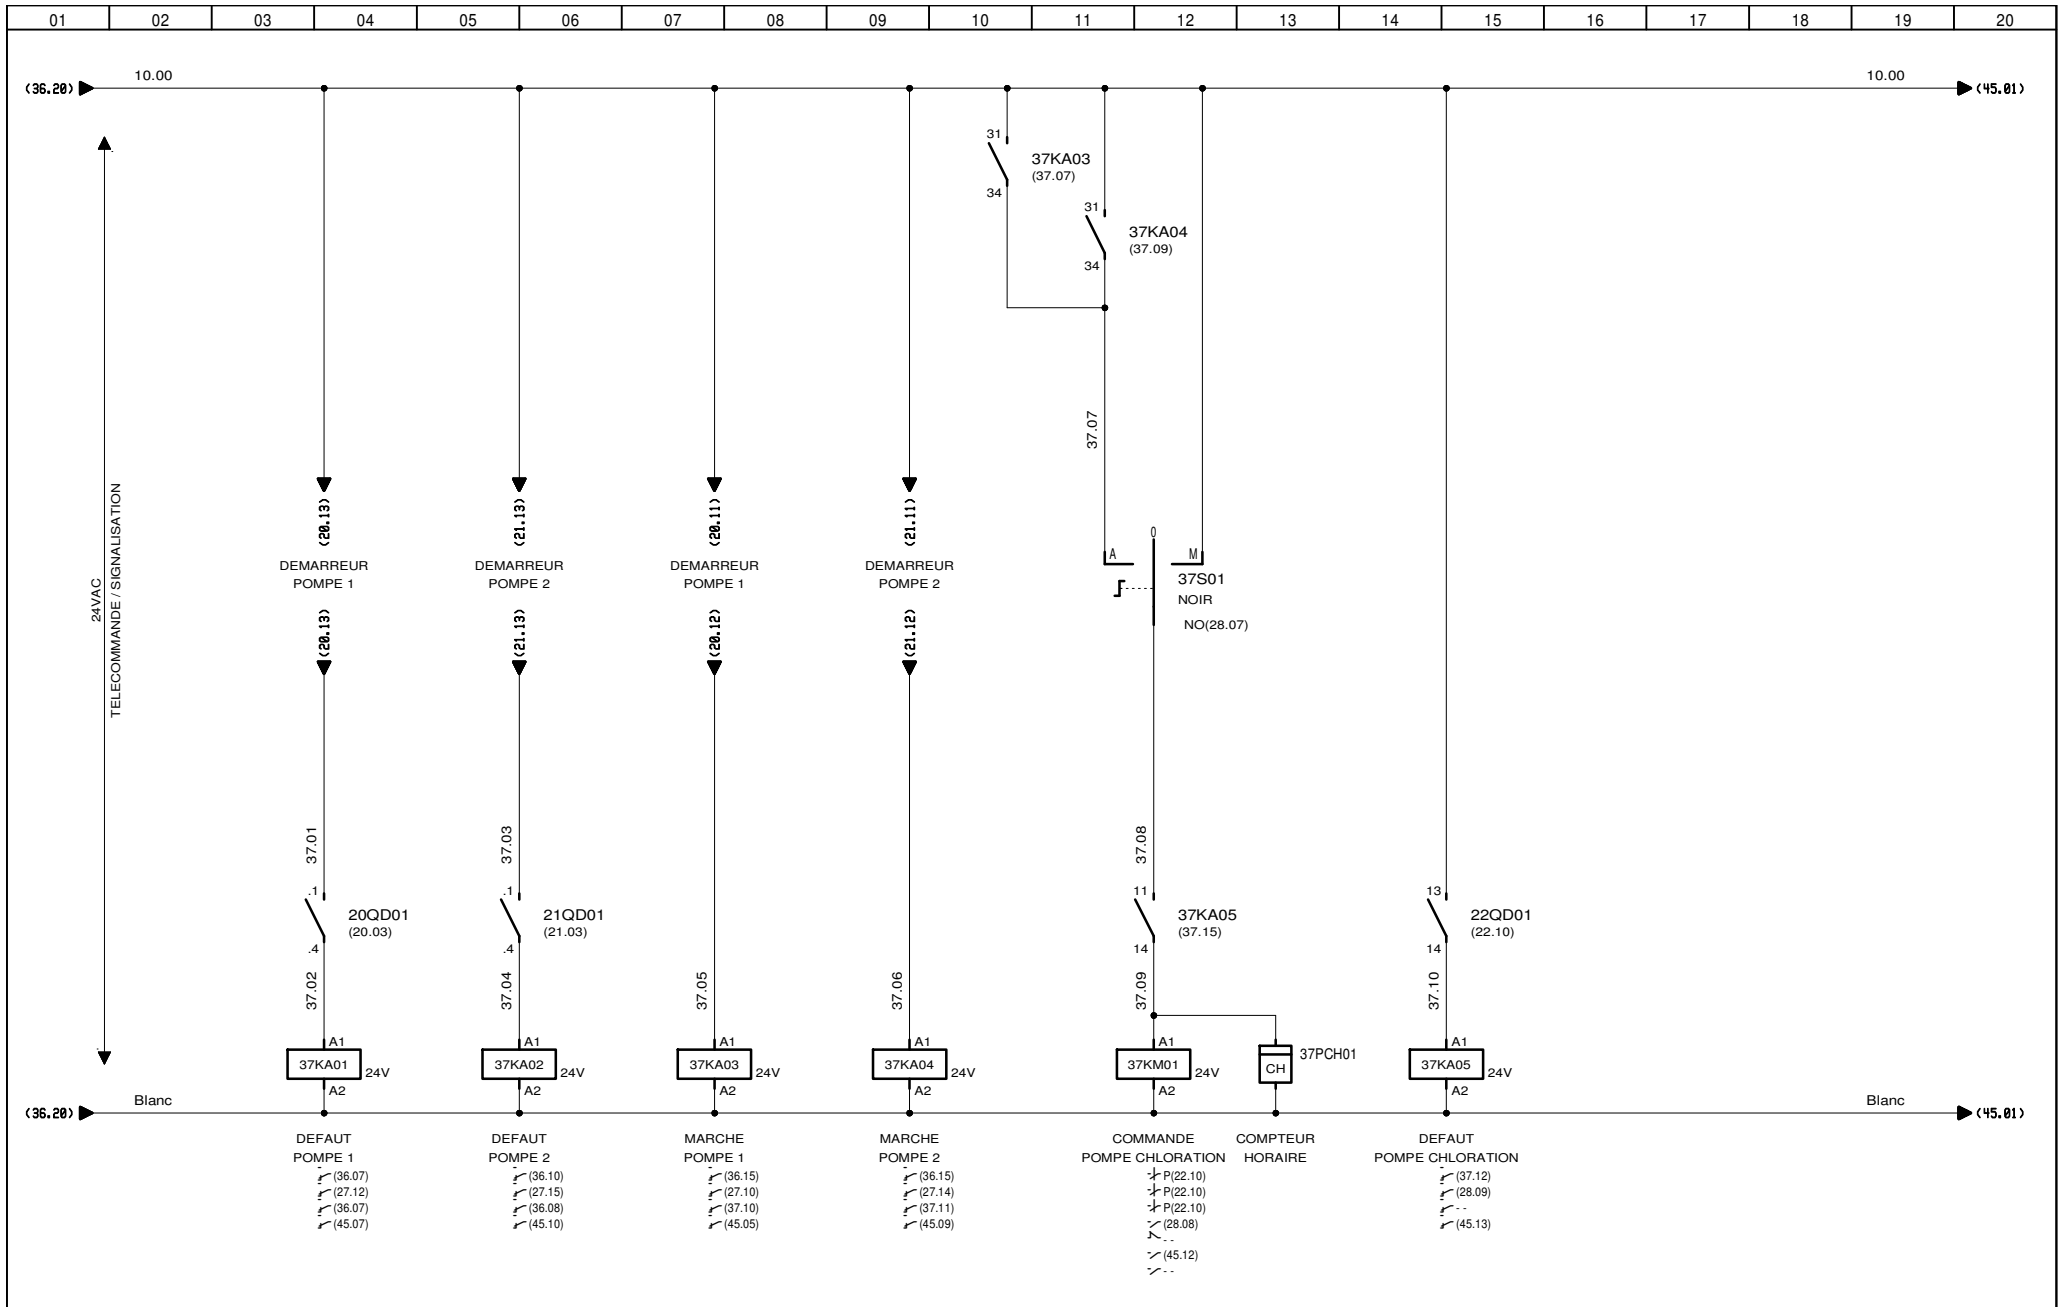 01 02 03 04 05 06 07 08 09 10 11 12 13 14 15 16 17 18 19 20
10.00 10.00
(36.20) (45.01)
31
37KA03
(37.07)
34
31
37KA04
(37.09)
34
37.07
24VAC
TELECOMMANDE / SIGNALISATION
(20.13) (21.13) (20.11) (21.11)
DEMARREUR DEMARREUR DEMARREUR DEMARREUR
POMPE 1 POMPE 2 POMPE 1 POMPE 2
(20.13) (21.13) (20.12) (21.12)
0
A M
37S01
NOIR
NO(28.07)
37.01 37.03 37.08
.1 .1 11 13
20QD01 21QD01 37KA05 22QD01
(20.03) (21.03) (37.15) (22.10)
.4 .4 14 14
37.02 37.04 37.05 37.06 37.09 37.10
A1 A1 A1 A1 A1 A1
37KA01 24V 37KA02 24V 37KA03 24V 37KA04 24V 37KM01 24V CH 37PCH01 37KA05 24V
A2 A2 A2 A2 A2 A2
Blanc Blanc
(36.20) (45.01)
DEFAUT DEFAUT MARCHE MARCHE COMMANDE COMPTEUR DEFAUT
POMPE 1 POMPE 2 POMPE 1 POMPE 2 POMPE CHLORATION HORAIRE POMPE CHLORATION
(36.07) (36.10) (36.15) (36.15) P(22.10) (37.12)
(27.12) (27.15) (27.10) (27.14) P(22.10) (28.09)
(36.07) (36.08) (37.10) (37.11) P(22.10) - -
(45.07) (45.10) (45.05) (45.09) (28.08) (45.13)
- -
(45.12)
- -